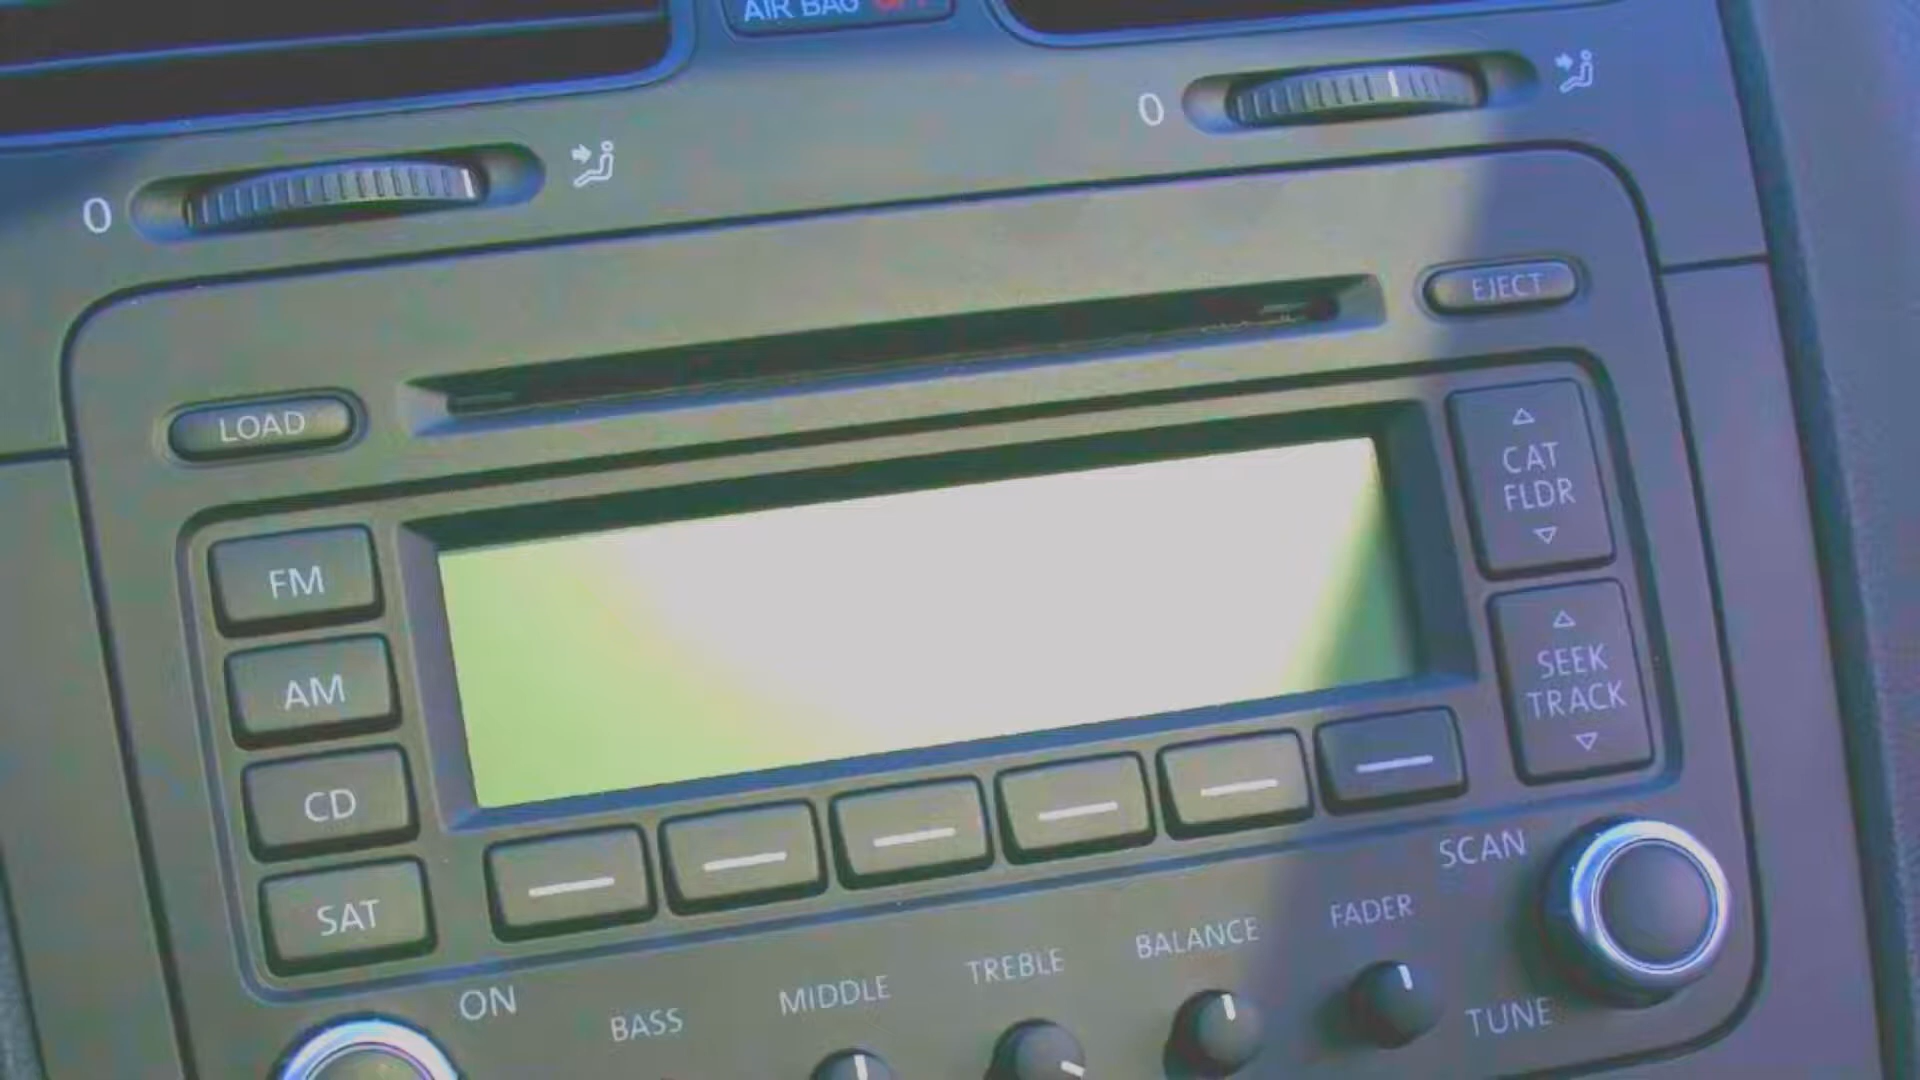 AIR BAG OFF
0
0
EJECT
LOAD
CAT
FLDR
FM
AM
SEEK
TRACK
CD
SAT
SCAN
FADER
BALANCE
TREBLE
MIDDLE
ON
BASS
TUNE